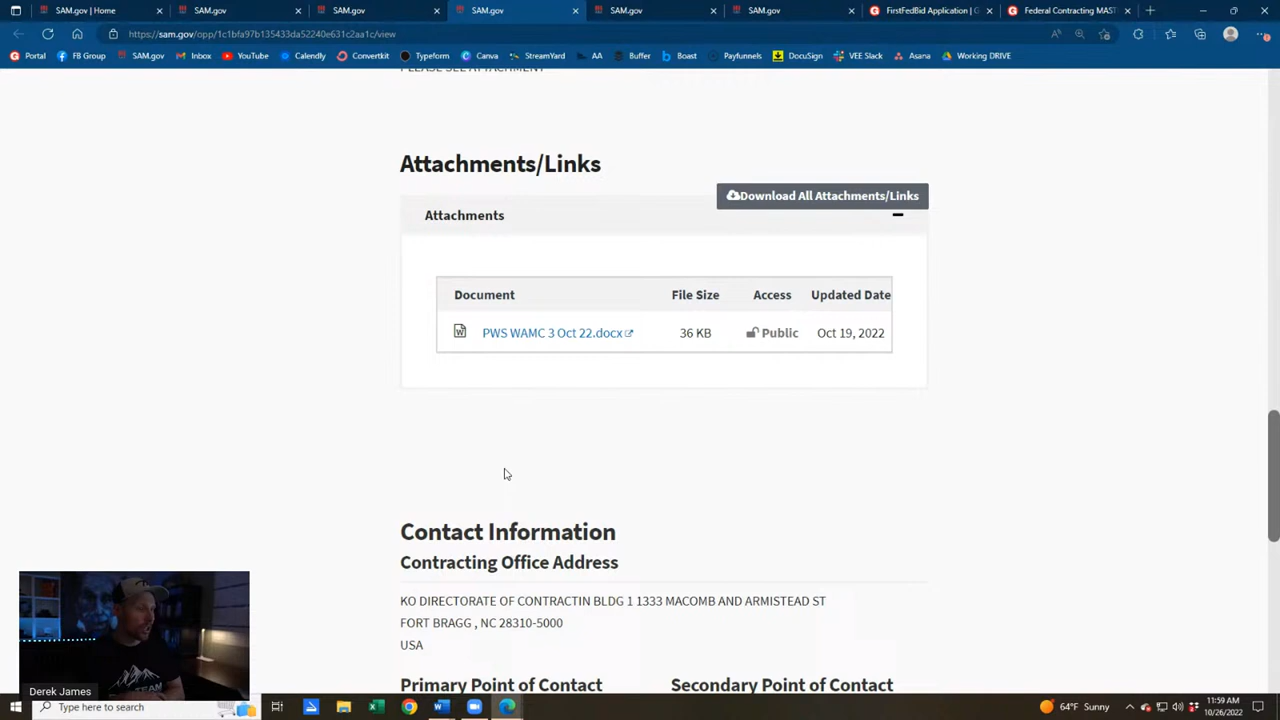 SAM.gov | Home
SAM.gov
SAM.gov
SAM.gov
SAM.gov
SAM.gov
FirstFedBid Application | G
Federal Contracting MAST
https://sam.gov/opp/1c1bfa97b135433da52240e631c2aa1c/view
Portal
FB Group
SAM.gov
Inbox
YouTube
Calendly
Convertkit
Typeform
Canva
StreamYard
AA
Buffer
Boast
Payfunnels
DocuSign
VEE Slack
Asana
Working DRIVE
PLEASE SEE ATTACHMENT
Attachments/Links
Download All Attachments/Links
Attachments
Document File Size Access Updated Date
PWS WAMC 3 Oct 22.docx 36 KB Public Oct 19, 2022
Contact Information
Contracting Office Address
KO DIRECTORATE OF CONTRACTIN BLDG 1 1333 MACOMB AND ARMISTEAD ST
FORT BRAGG , NC 28310-5000
USA
Primary Point of Contact Secondary Point of Contact
TEAM
Derek James
Type here to search
64°F Sunny
11:59 AM
10/26/2022